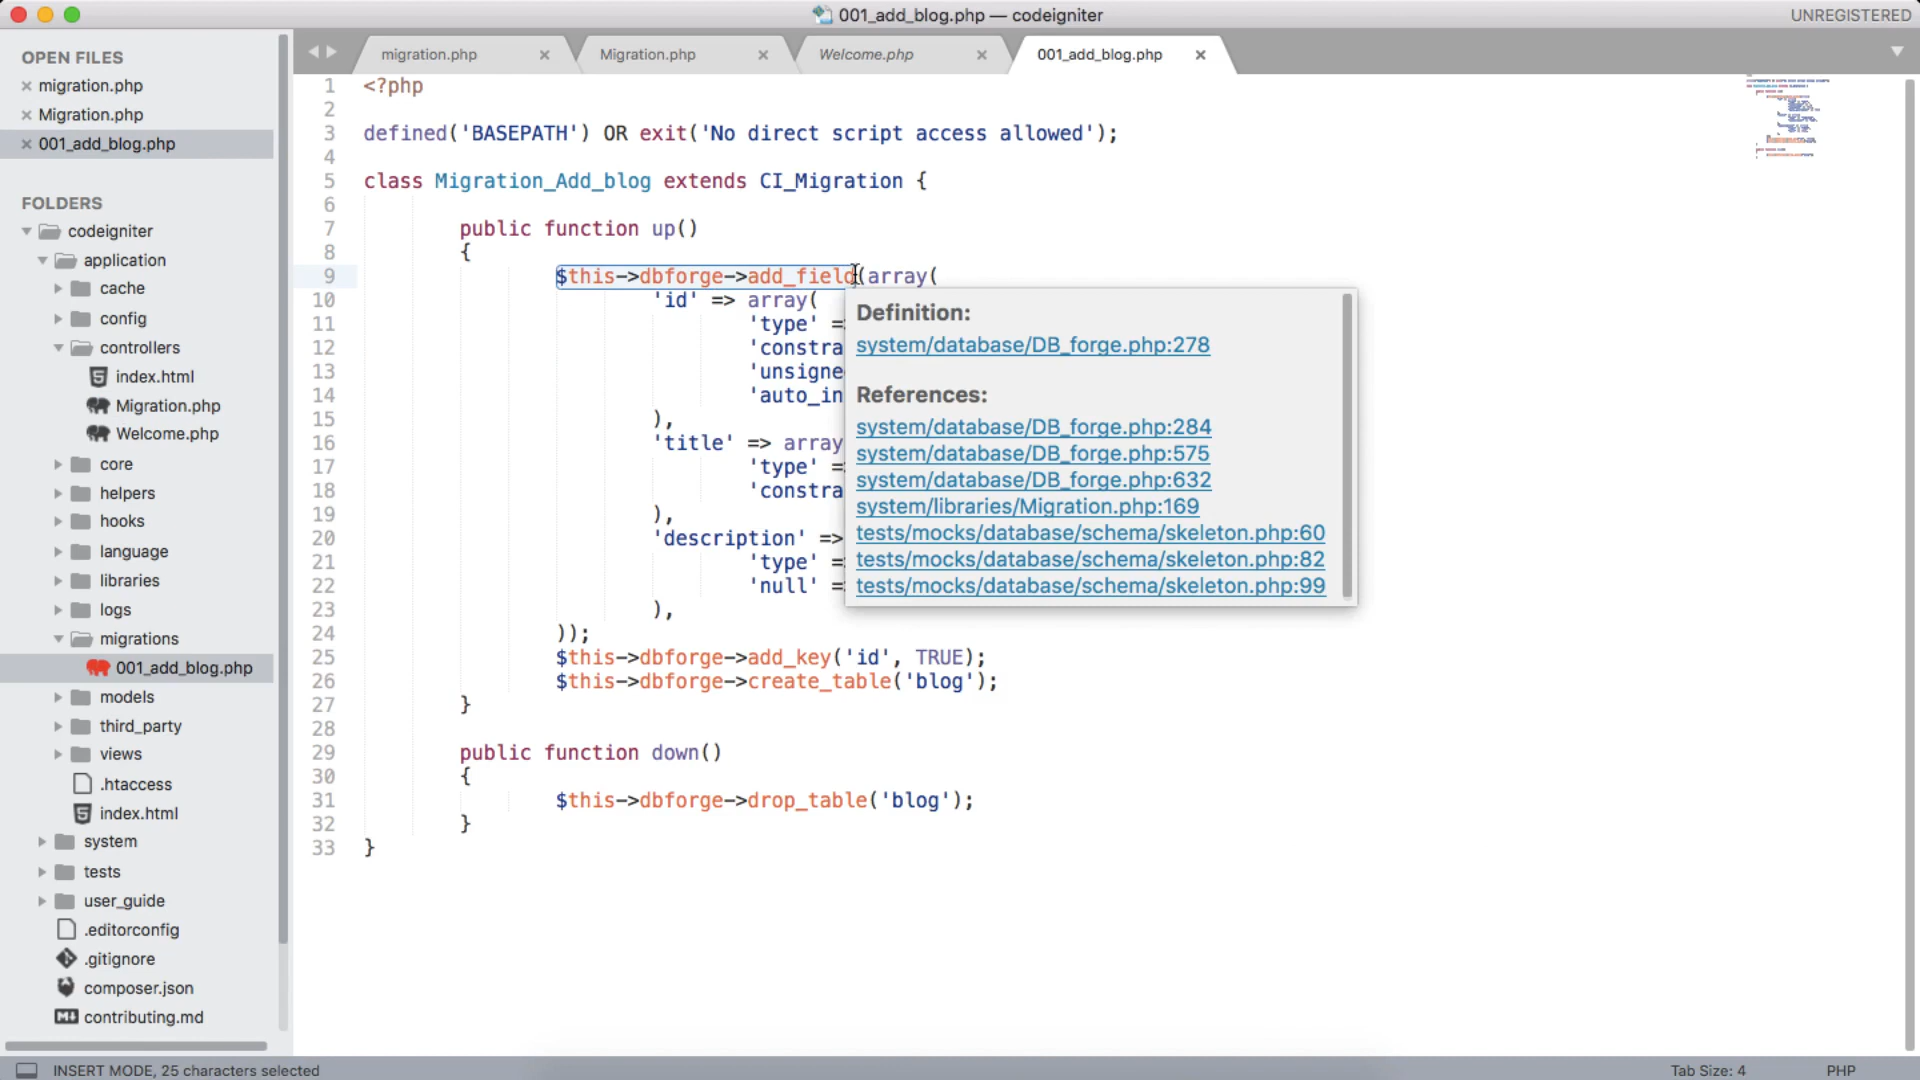 001_add_blog.php — codeigniter
UNREGISTERED
OPEN FILES
migration.php
Migration.php
001_add_blog.php
FOLDERS
codeigniter
application
cache
config
controllers
index.html
Migration.php
Welcome.php
core
helpers
hooks
language
libraries
logs
migrations
001_add_blog.php
models
third_party
views
.htaccess
index.html
system
tests
user_guide
.editorconfig
.gitignore
composer.json
contributing.md
migration.php
Migration.php
Welcome.php
001_add_blog.php
1 <?php
2
3 defined('BASEPATH') OR exit('No direct script access allowed');
4
5 class Migration_Add_blog extends CI_Migration {
6
7 public function up()
8 {
9 $this->dbforge->add_field(array(
10 'id' => array(
11 'type' =
12 'constra
13 'unsigne
14 'auto_in
15 ),
16 'title' => array
17 'type' =
18 'constra
19 ),
20 'description' =>
21 'type' =
22 'null' =
23 ),
24 ));
25 $this->dbforge->add_key('id', TRUE);
26 $this->dbforge->create_table('blog');
27 }
28
29 public function down()
30 {
31 $this->dbforge->drop_table('blog');
32 }
33 }
Definition:
system/database/DB_forge.php:278
References:
system/database/DB_forge.php:284
system/database/DB_forge.php:575
system/database/DB_forge.php:632
system/libraries/Migration.php:169
tests/mocks/database/schema/skeleton.php:60
tests/mocks/database/schema/skeleton.php:82
tests/mocks/database/schema/skeleton.php:99
INSERT MODE, 25 characters selected
Tab Size: 4
PHP